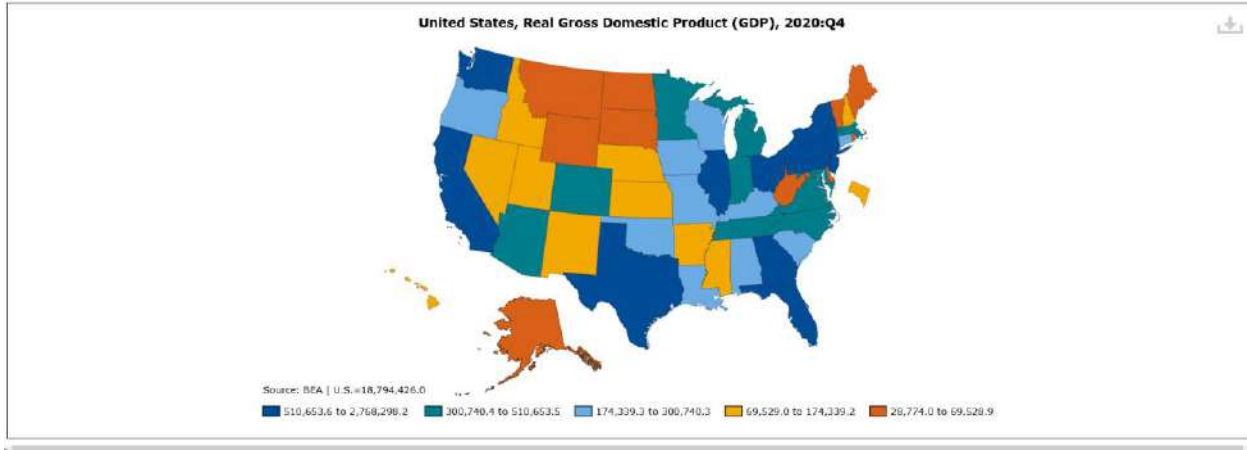 United States, Real Gross Domestic Product (GDP), 2020:Q4
Source: BEA | U.S.=18,794,426.0
510,653.6 to 2,768,298.2
300,740.4 to 510,653.5
174,339.3 to 300,740.3
69,529.0 to 174,339.2
28,774.0 to 69,528.9